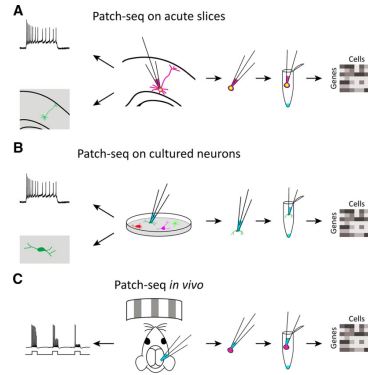 A
Patch-seq on acute slices
Cells
Genes
B
Patch-seq on cultured neurons
Cells
Genes
C
Patch-seq in vivo
Cells
Genes